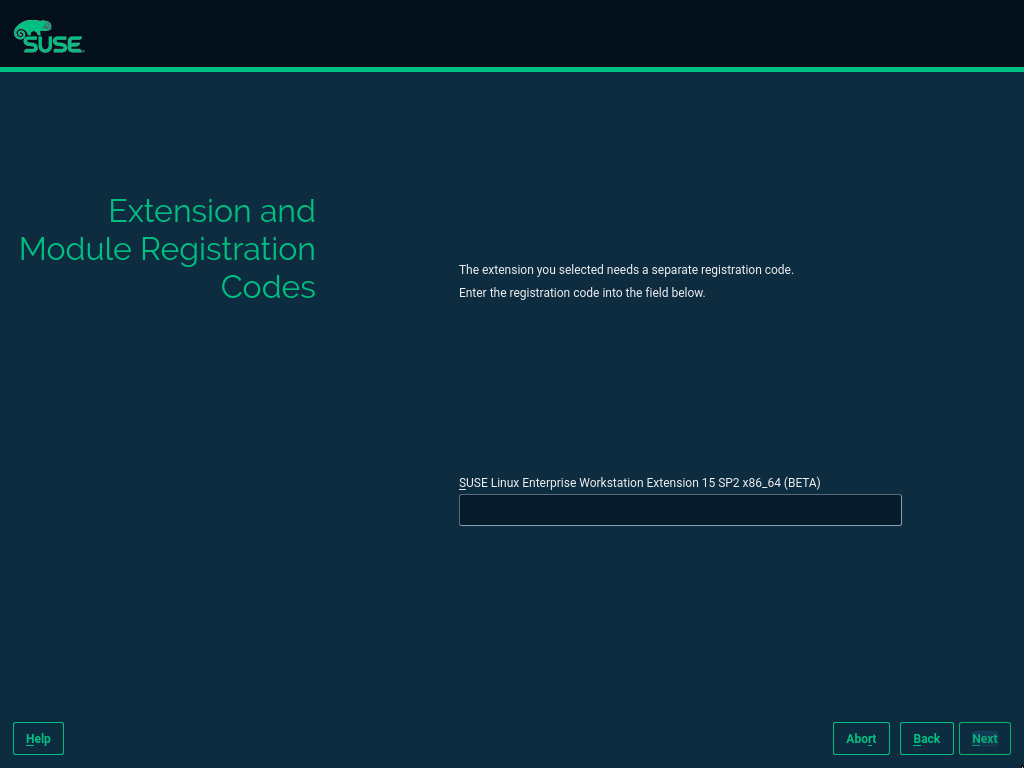 SUSE
Extension and
Module Registration
Codes
The extension you selected needs a separate registration code.
Enter the registration code into the field below.
SUSE Linux Enterprise Workstation Extension 15 SP2 x86_64 (BETA)
Help
Abort
Back
Next